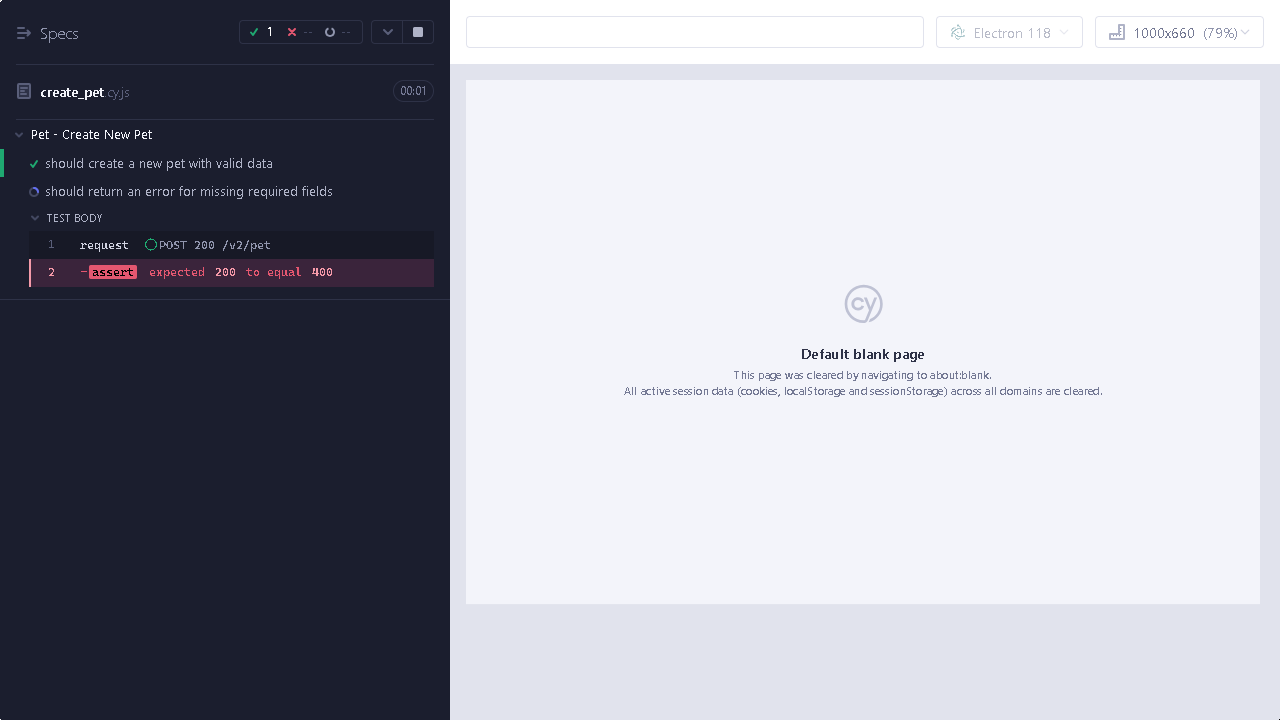 Specs
1 -- --
create_pet.cy.js
00:01
Pet - Create New Pet
should create a new pet with valid data
should return an error for missing required fields
TEST BODY
1 request POST 200 /v2/pet
2 -assert expected 200 to equal 400
Electron 118
1000x660 (79%)
cy
Default blank page
This page was cleared by navigating to about:blank.
All active session data (cookies, localStorage and sessionStorage) across all domains are cleared.